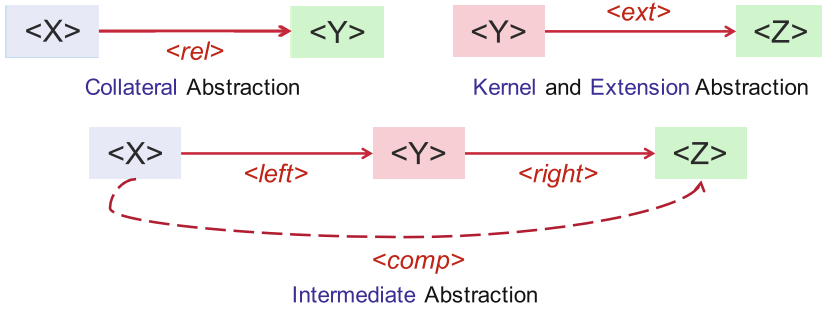 <X> <rel> <Y>
Collateral Abstraction
<Y> <ext> <Z>
Kernel and Extension Abstraction
<X> <left> <Y> <right> <Z>
<comp>
Intermediate Abstraction